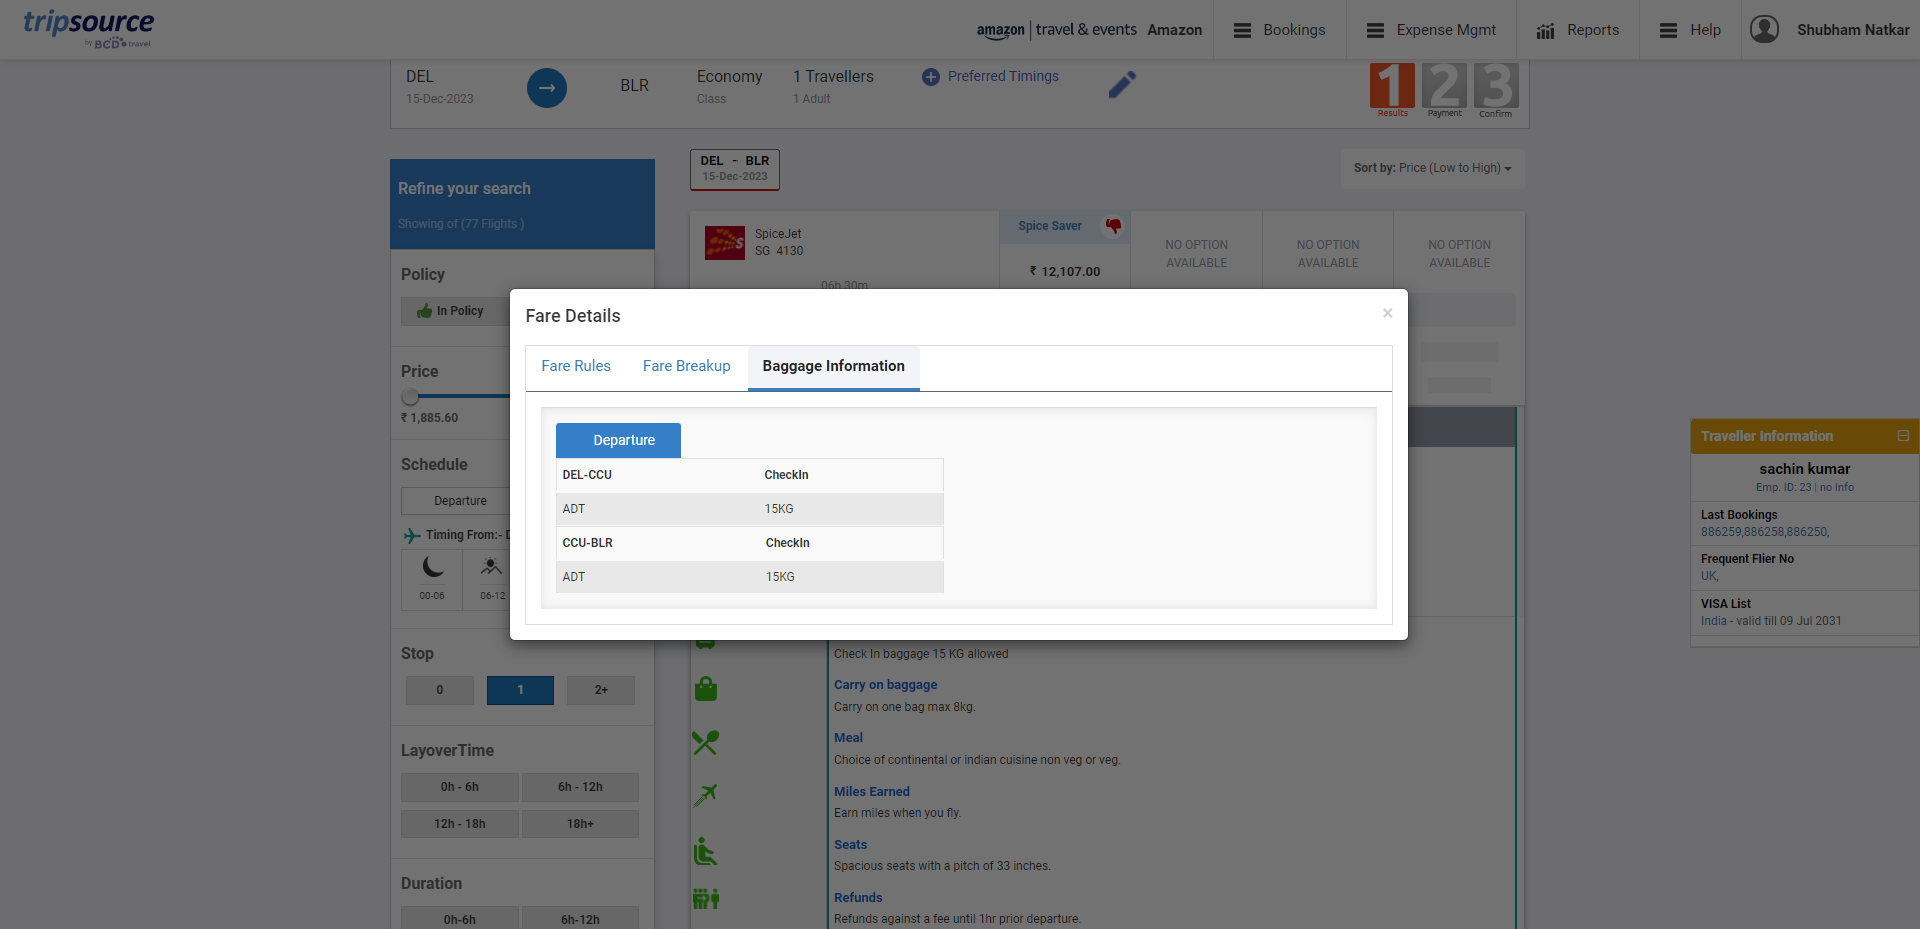 tripsource
by BCD travel
amazon | travel & events Amazon
Bookings
Expense Mgmt
Reports
Help
Shubham Natkar
DEL
15-Dec-2023
BLR
Economy
Class
1 Travellers
1 Adult
Preferred Timings
1 2 3
Results Payment Confirm
Refine your search
Showing of (77 Flights )
DEL - BLR
15-Dec-2023
Sort by: Price (Low to High)
SpiceJet
SG 4130
06h 30m
Spice Saver
₹ 12,107.00
NO OPTION
AVAILABLE
NO OPTION
AVAILABLE
NO OPTION
AVAILABLE
Policy
In Policy
Price
₹ 1,885.60
Schedule
Departure
Timing From:- D
00-06
06-12
Stop
0
1
2+
LayoverTime
0h - 6h
6h - 12h
12h - 18h
18h+
Duration
0h-6h
6h-12h
Fare Details
×
Fare Rules
Fare Breakup
Baggage Information
Departure
DEL-CCU CheckIn
ADT 15KG
CCU-BLR CheckIn
ADT 15KG
Check In baggage 15 KG allowed
Carry on baggage
Carry on one bag max 8kg.
Meal
Choice of continental or indian cuisine non veg or veg.
Miles Earned
Earn miles when you fly.
Seats
Spacious seats with a pitch of 33 inches.
Refunds
Refunds against a fee until 1hr prior departure.
Traveller Information
sachin kumar
Emp. ID: 23 | no Info
Last Bookings
886259,886258,886250,
Frequent Flier No
UK,
VISA List
India - valid till 09 Jul 2031